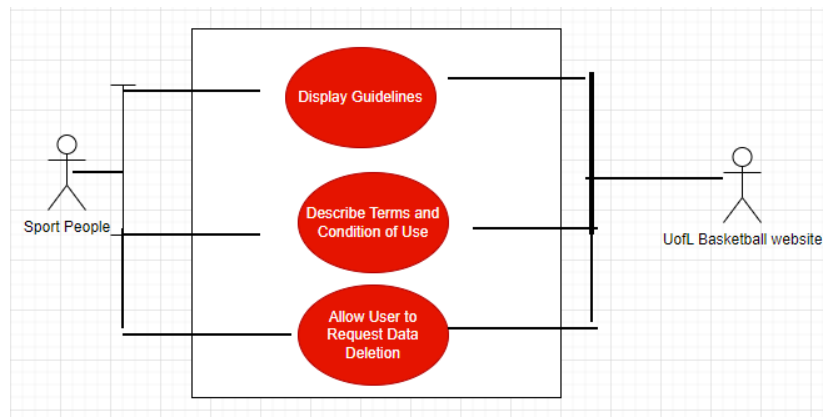 Display Guidelines
Sport People
Describe Terms and
Condition of Use
UofL Basketball website
Allow User to
Request Data
Deletion